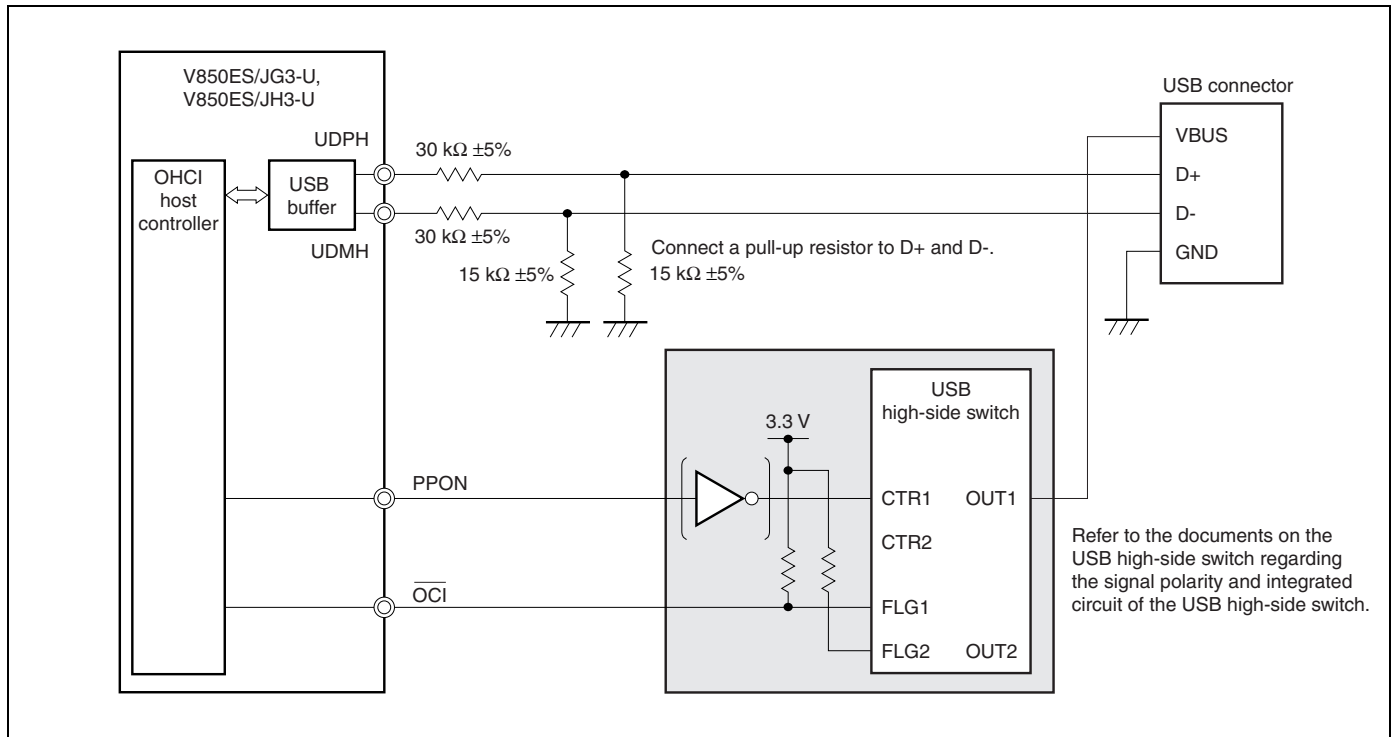 V850ES/JG3-U,
V850ES/JH3-U
OHCI
host
controller
USB
buffer
UDPH
UDMH
30 kΩ ±5%
30 kΩ ±5%
15 kΩ ±5%
Connect a pull-up resistor to D+ and D-.
15 kΩ ±5%
USB connector
VBUS
D+
D-
GND
PPON
OCI
3.3 V
USB
high-side switch
CTR1
OUT1
CTR2
FLG1
FLG2
OUT2
Refer to the documents on the
USB high-side switch regarding
the signal polarity and integrated
circuit of the USB high-side switch.